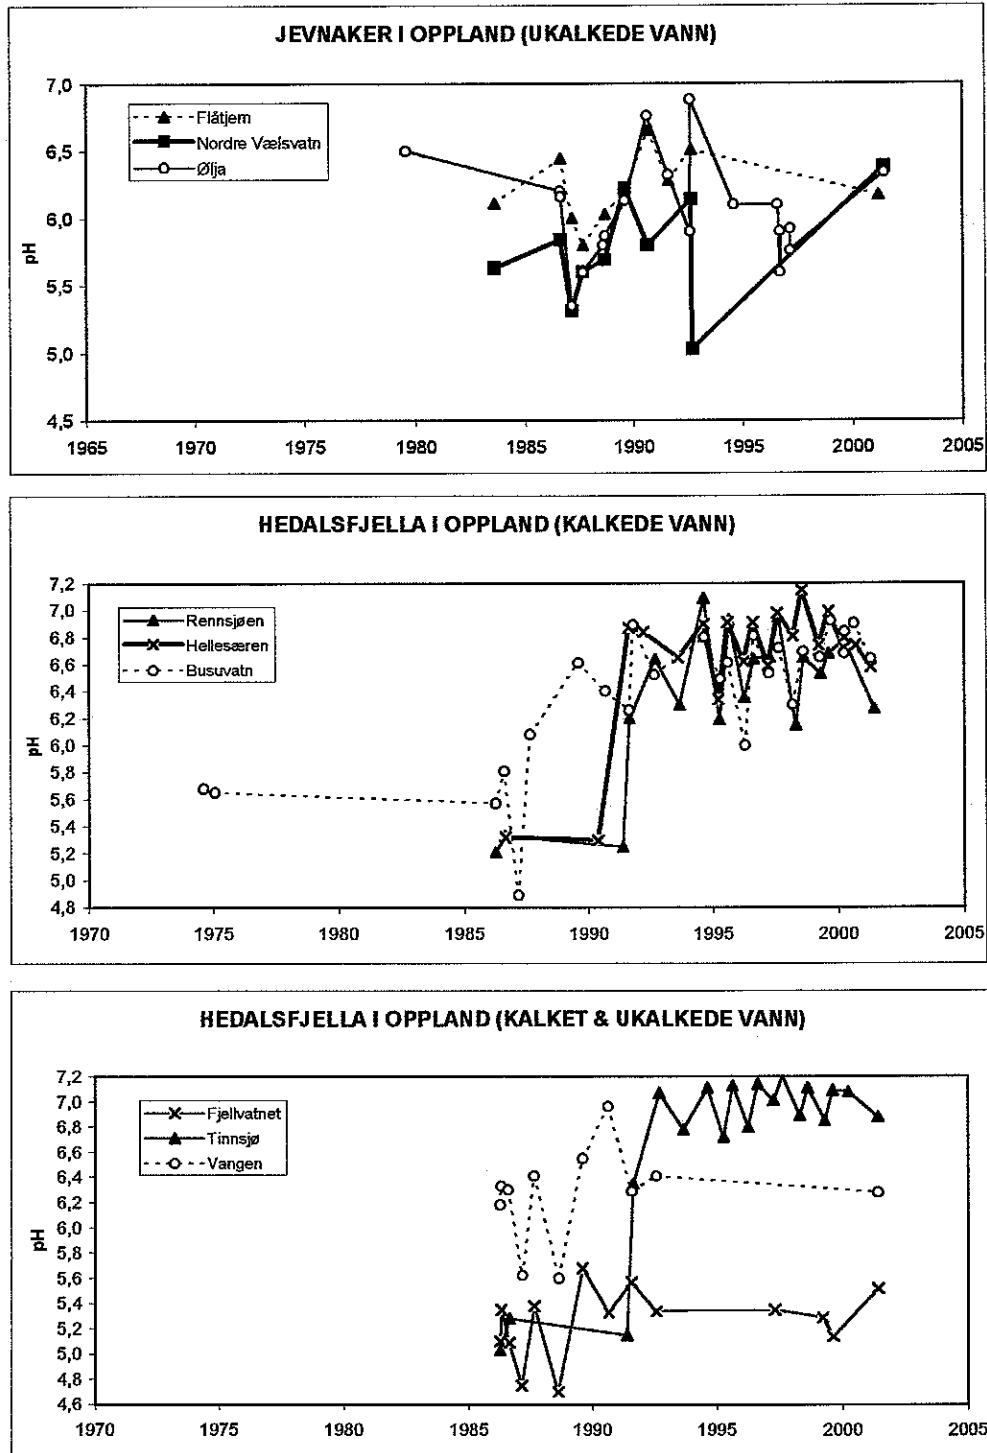 JEVNAKER I OPPLAND (UKALKEDE VANN)
7,0
6,5
6,0
5,5
5,0
4,5
pH
Flåtjern
Nordre Vælsvatn
Ølja
1965 1970 1975 1980 1985 1990 1995 2000 2005
HEDALSFJELLA I OPPLAND (KALKEDE VANN)
7,2
7,0
6,8
6,6
6,4
6,2
6,0
5,8
5,6
5,4
5,2
5,0
4,8
pH
Rennsjøen
Hellesæren
Busuvatn
1970 1975 1980 1985 1990 1995 2000 2005
HEDALSFJELLA I OPPLAND (KALKET & UKALKEDE VANN)
7,2
7,0
6,8
6,6
6,4
6,2
6,0
5,8
5,6
5,4
5,2
5,0
4,8
4,6
pH
Fjellvatnet
Tinnsjø
Vangen
1970 1975 1980 1985 1990 1995 2000 2005